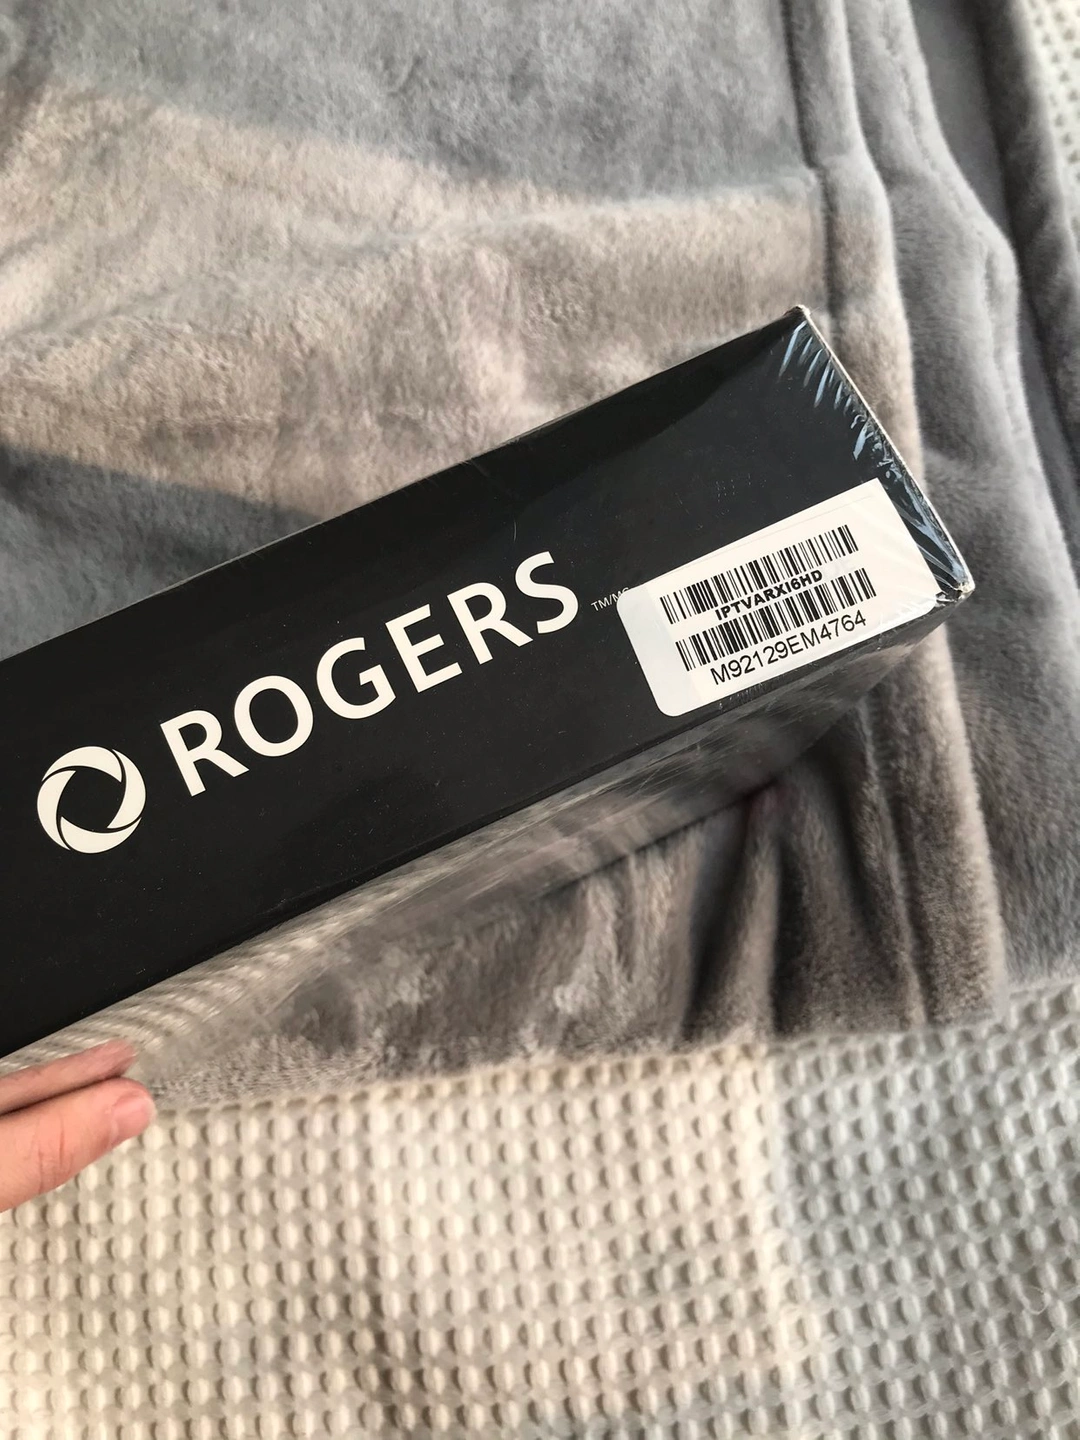 ROGERS
TM/MC
IPTVARXI6HD
M92129EM4764